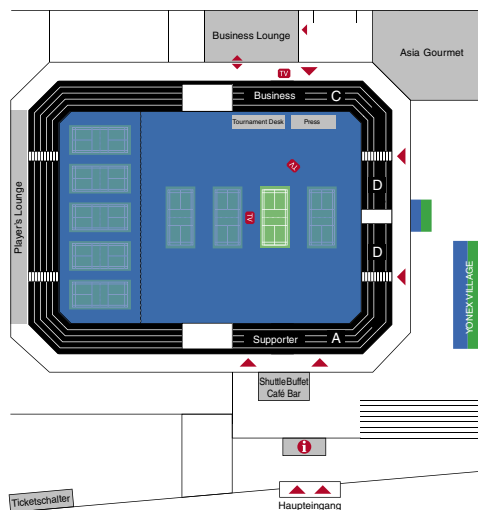 Business Lounge
Asia Gourmet
TV
Business
C
Tournament Desk
Press
TV
D
Player's Lounge
TV
D
YONEX VILLAGE
Supporter
A
ShuttleBuffet
Café Bar
i
Ticketschalter
Haupteingang